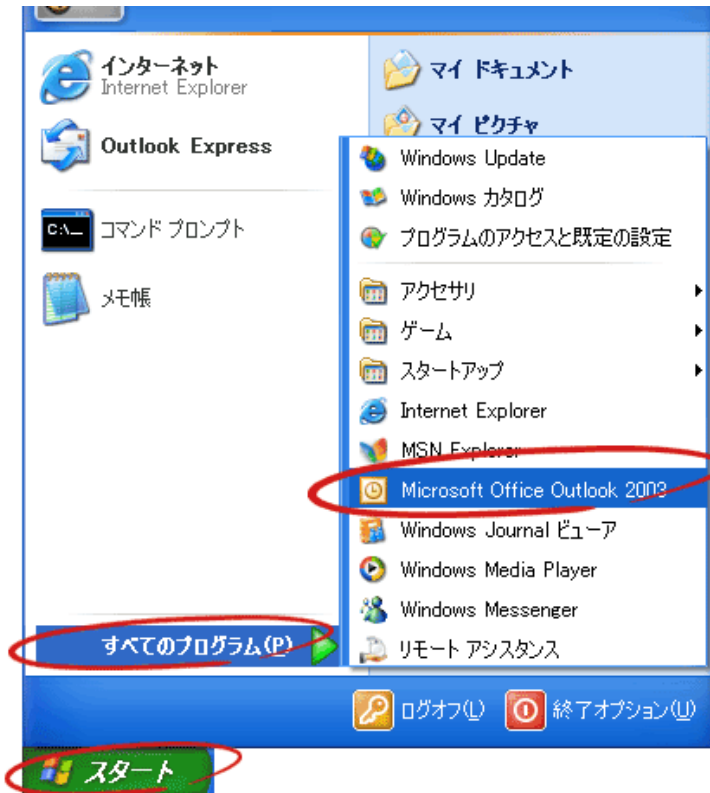 インターネット
Internet Explorer
Outlook Express
C:\_
コマンド プロンプト
メモ帳
すべてのプログラム(P)
マイ ドキュメント
マイ ピクチャ
Windows Update
Windows カタログ
プログラムのアクセスと既定の設定
アクセサリ
ゲーム
スタートアップ
Internet Explorer
MSN Explorer
Microsoft Office Outlook 2003
Windows Journal ビューア
Windows Media Player
Windows Messenger
リモート アシスタンス
ログオフ(L)
終了オプション(U)
スタート